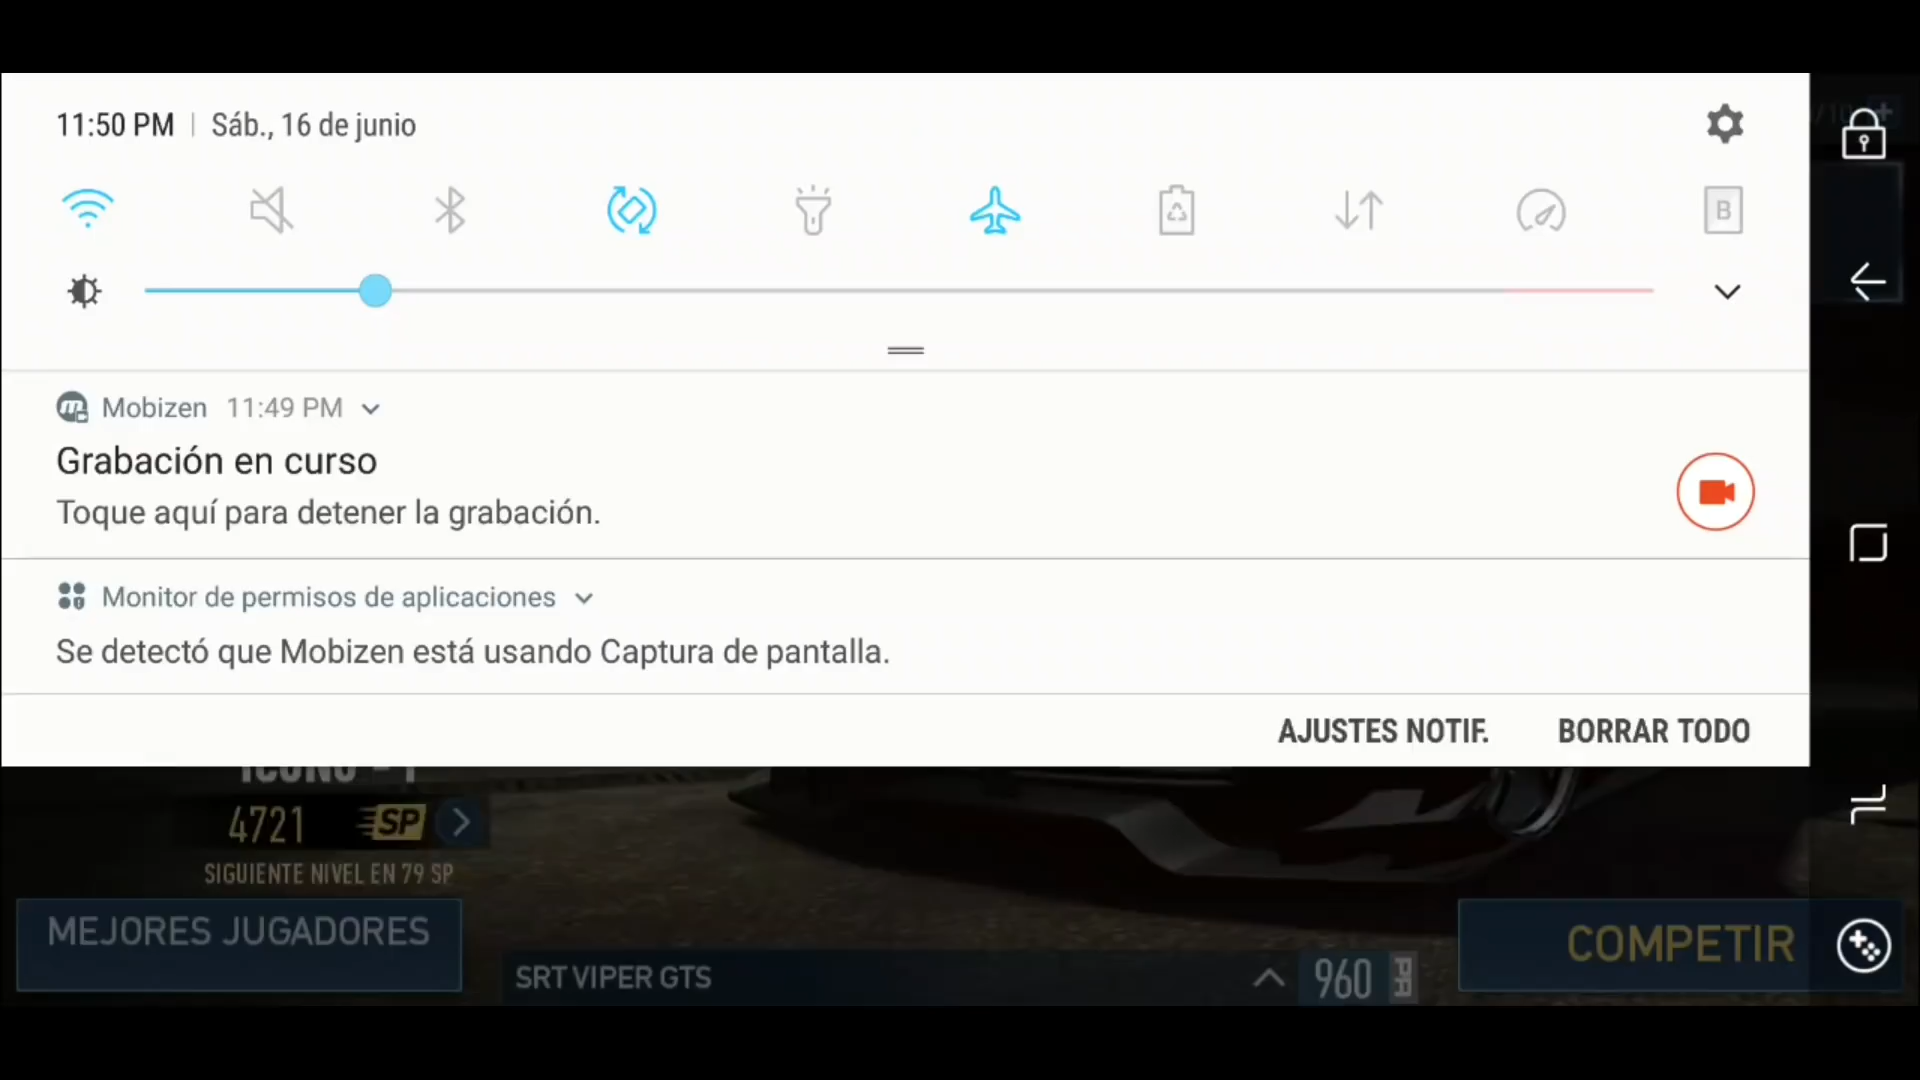 11:50 PM | Sáb., 16 de junio
B
Mobizen 11:49 PM
Grabación en curso
Toque aquí para detener la grabación.
Monitor de permisos de aplicaciones
Se detectó que Mobizen está usando Captura de pantalla.
AJUSTES NOTIF. BORRAR TODO
4721 SP
SIGUIENTE NIVEL EN 79 SP
MEJORES JUGADORES
SRT VIPER GTS
960 PR
COMPETIR